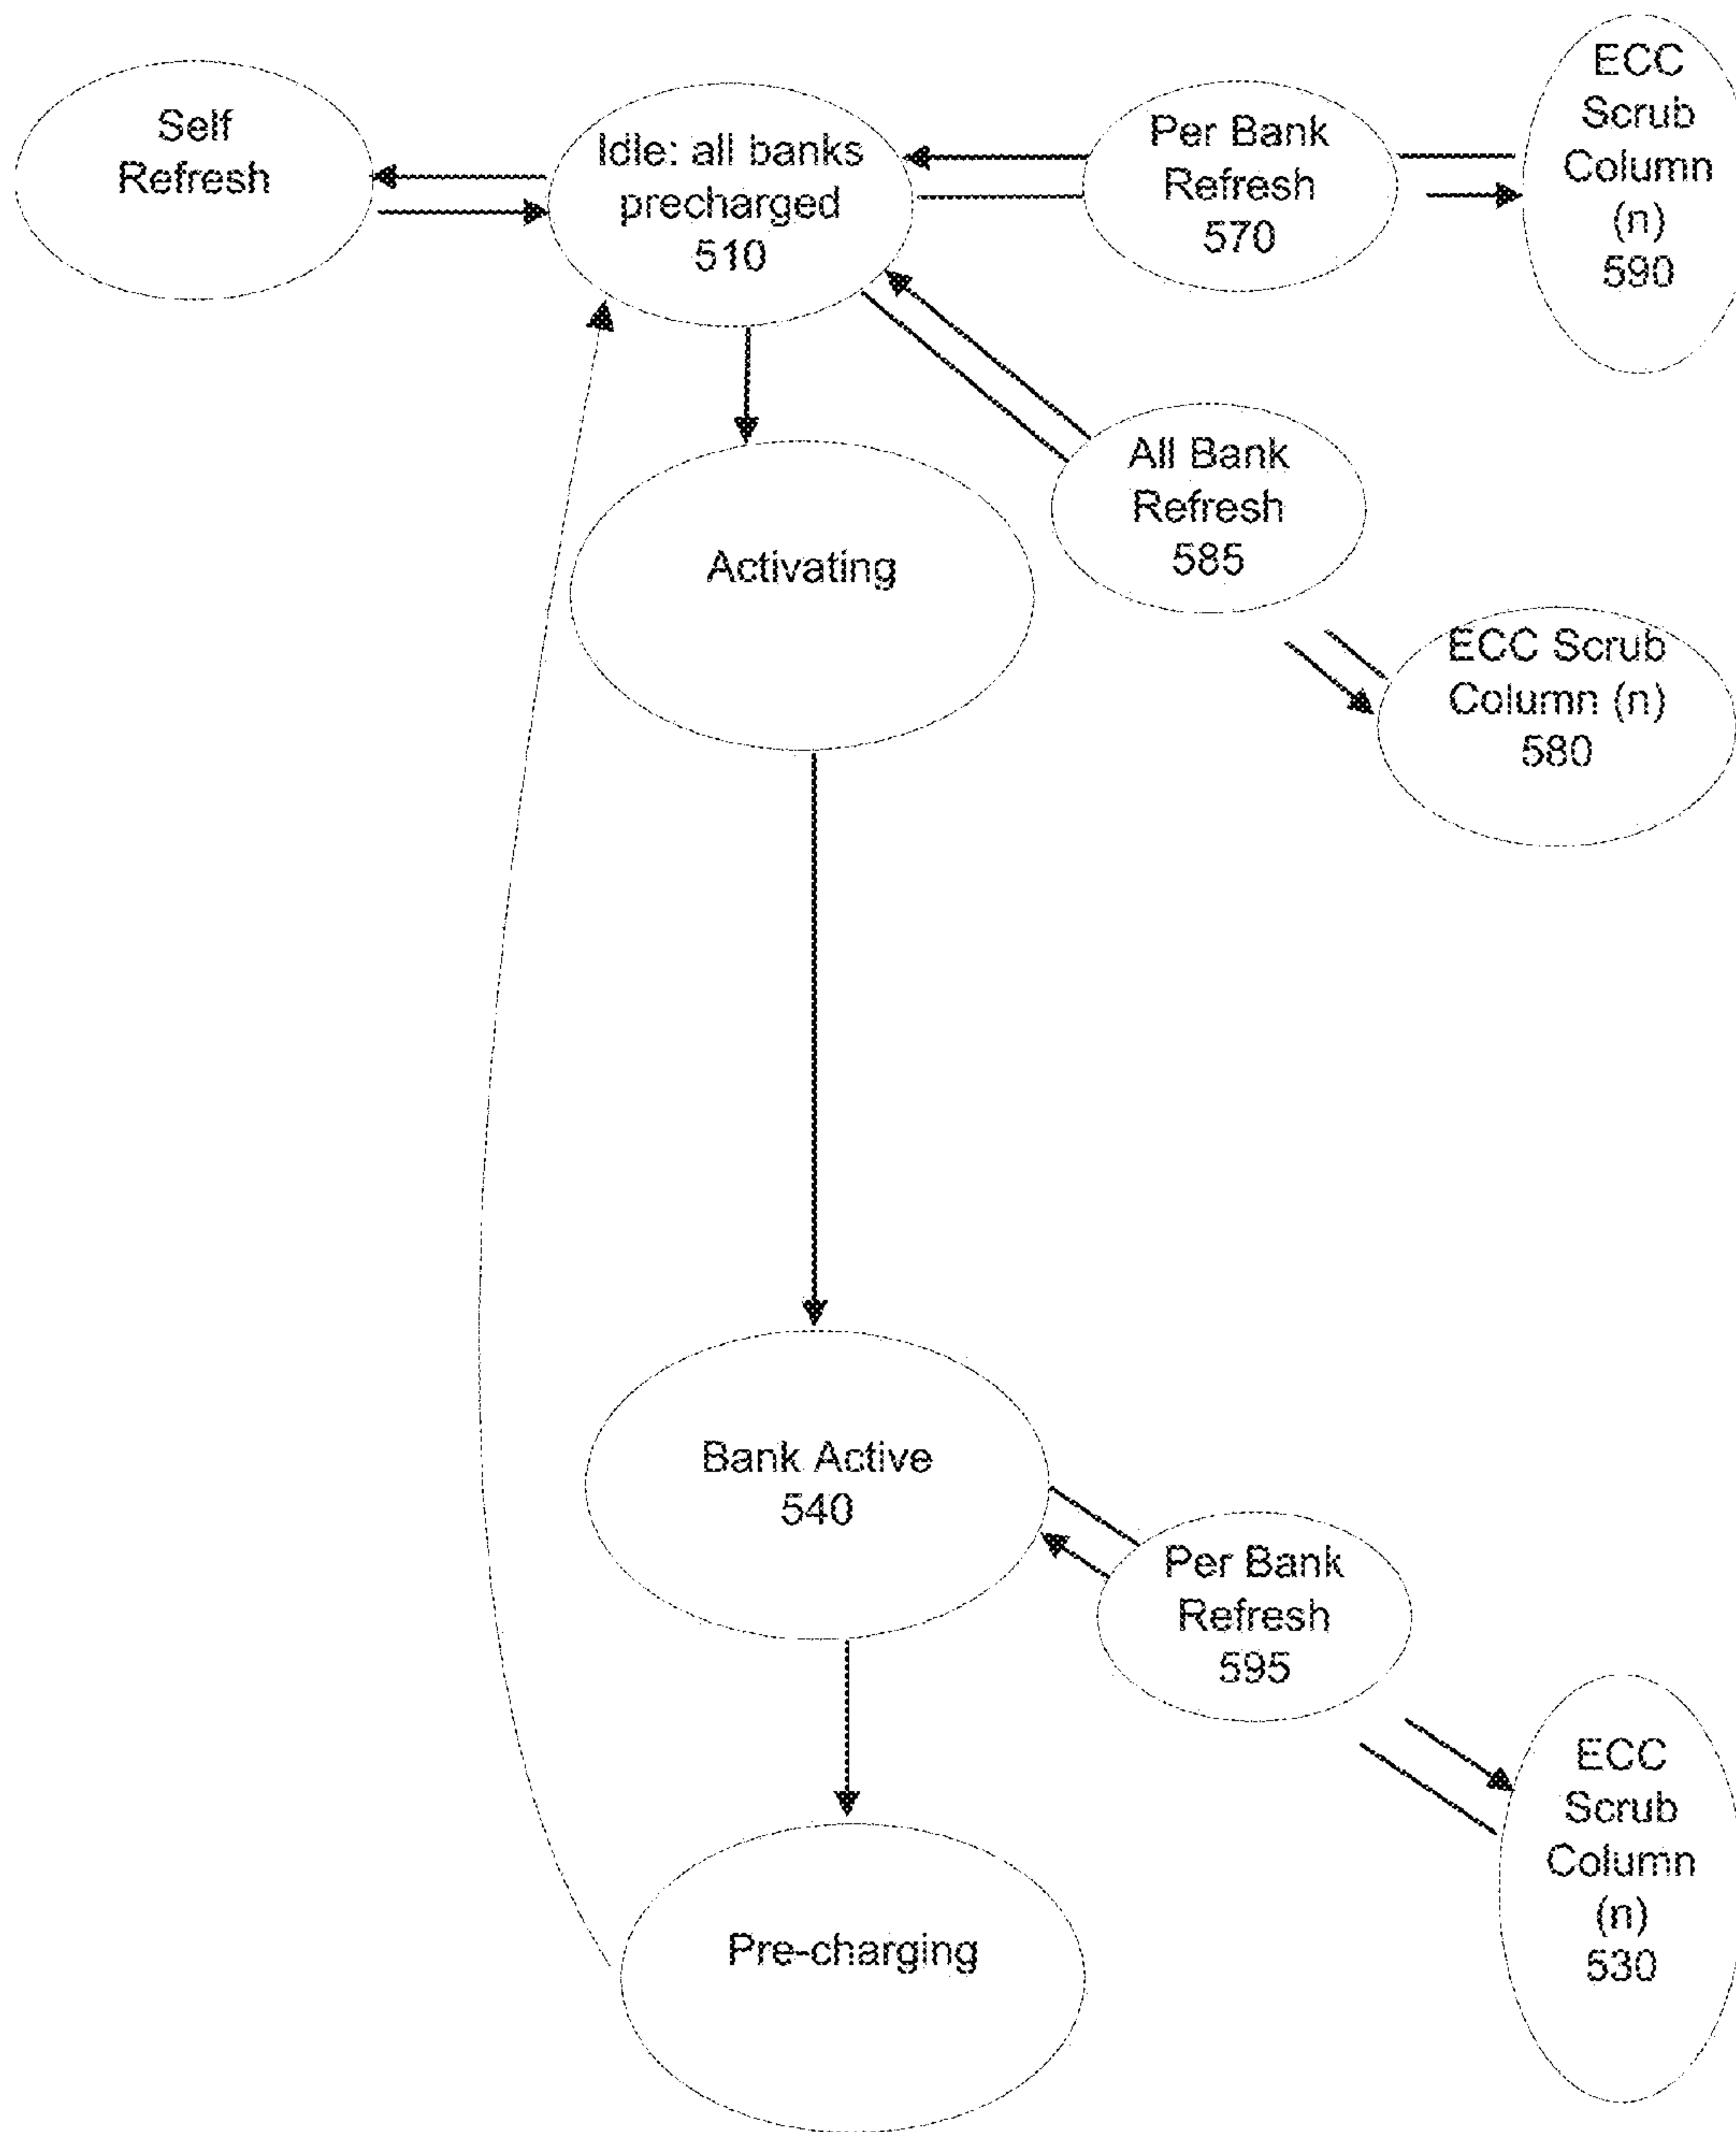 Self
Refresh
Idle: all banks
precharged
510
Per Bank
Refresh
570
ECC
Scrub
Column
(n)
590
All Bank
Refresh
585
Activating
ECC Scrub
Column (n)
580
Bank Active
540
Per Bank
Refresh
595
ECC
Scrub
Column
(n)
530
Pre-charging